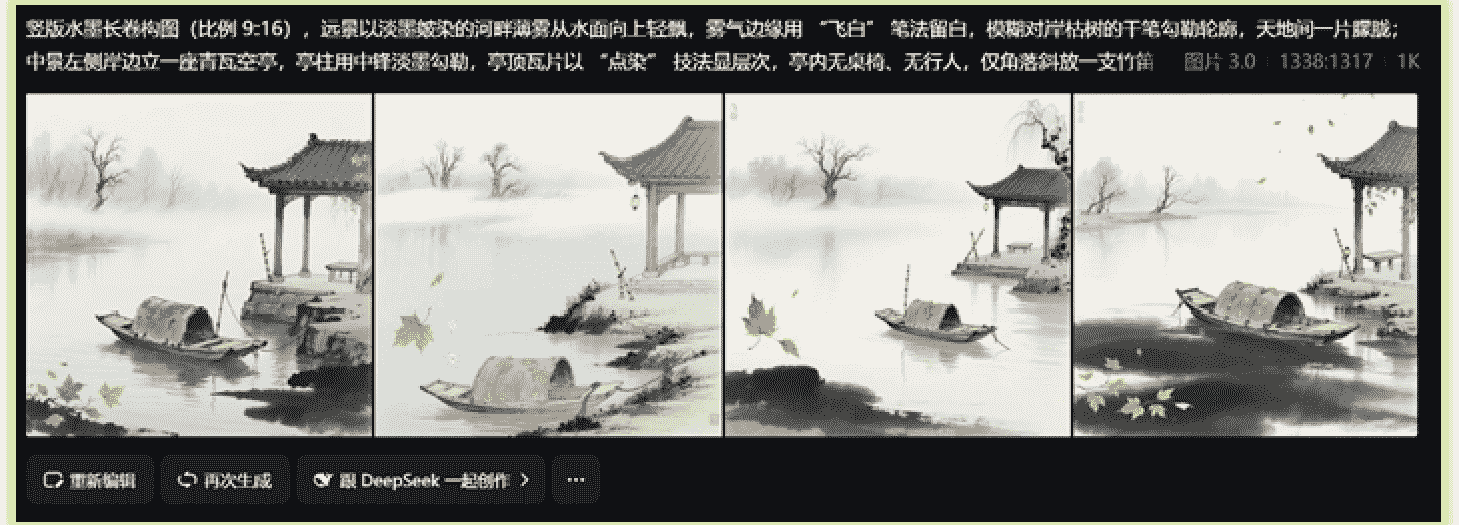 竖版水墨长卷构图（比例 9:16），远景以淡墨皴染的河畔薄雾从水面向上轻飘，雾气边缘用 “飞白” 笔法留白，模糊对岸枯树的干笔勾勒轮廓，天地间一片朦胧；
中景左侧岸边立一座青瓦空亭，亭柱用中锋淡墨勾勒，亭顶瓦片以 “点染” 技法显层次，亭内无桌椅、无行人，仅角落斜放一支竹笛 图片 3.0 1338:1317 1K
重新编辑 再次生成 跟 DeepSeek 一起创作